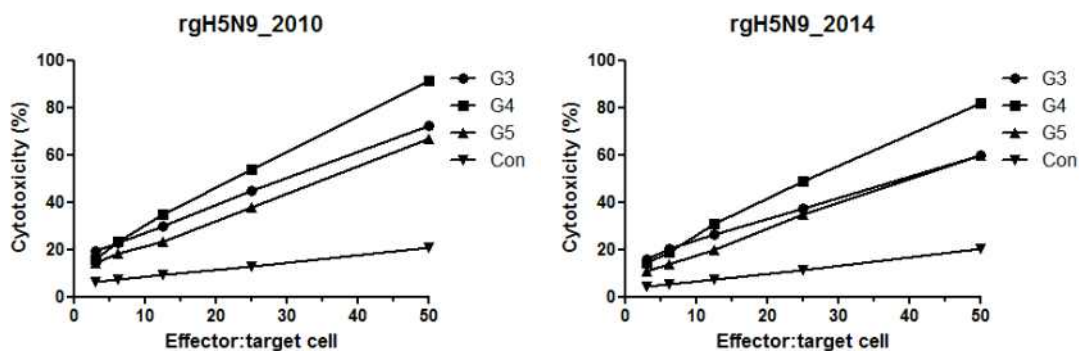 rgH5N9_2010
Cytotoxicity (%)
100
80
60
40
20
0
0 10 20 30 40 50
Effector:target cell
G3
G4
G5
Con
rgH5N9_2014
Cytotoxicity (%)
100
80
60
40
20
0
0 10 20 30 40 50
Effector:target cell
G3
G4
G5
Con